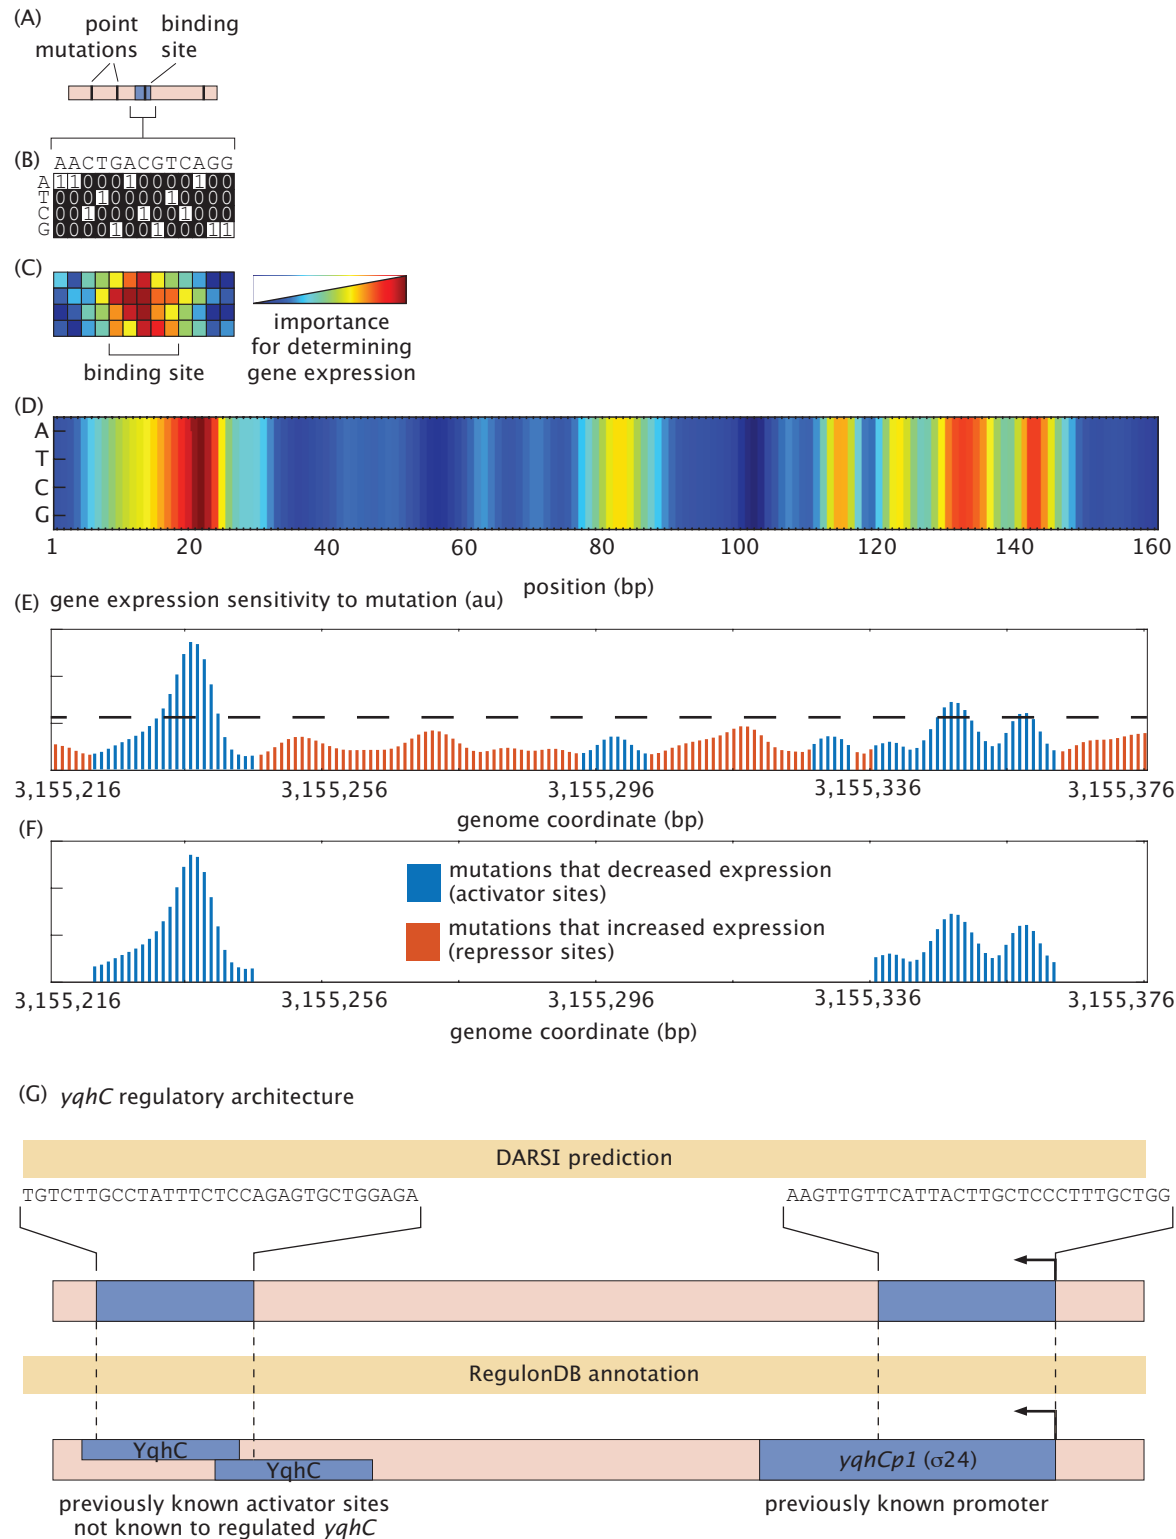 (A)
point mutations
binding site
(B)
AACTGACGTCAGG
A 1100010000100
T 0001000010000
C 0010001001000
G 0000100100011
(C)
importance for determining gene expression
binding site
(D)
A
T
C
G
1 20 40 60 80 100 120 140 160
position (bp)
(E) gene expression sensitivity to mutation (au)
3,155,216 3,155,256 3,155,296 3,155,336 3,155,376
genome coordinate (bp)
(F)
mutations that decreased expression
(activator sites)
mutations that increased expression
(repressor sites)
3,155,216 3,155,256 3,155,296 3,155,336 3,155,376
genome coordinate (bp)
(G) yqhC regulatory architecture
DARSI prediction
TGTCTTGCCTATTTCTCCAGAGTGCTGGAGA
AAGTTGTTCATTACTTGCTCCCTTTGCTGG
RegulonDB annotation
YqhC
YqhC
yqhCp1 (σ24)
previously known activator sites
not known to regulated yqhC
previously known promoter